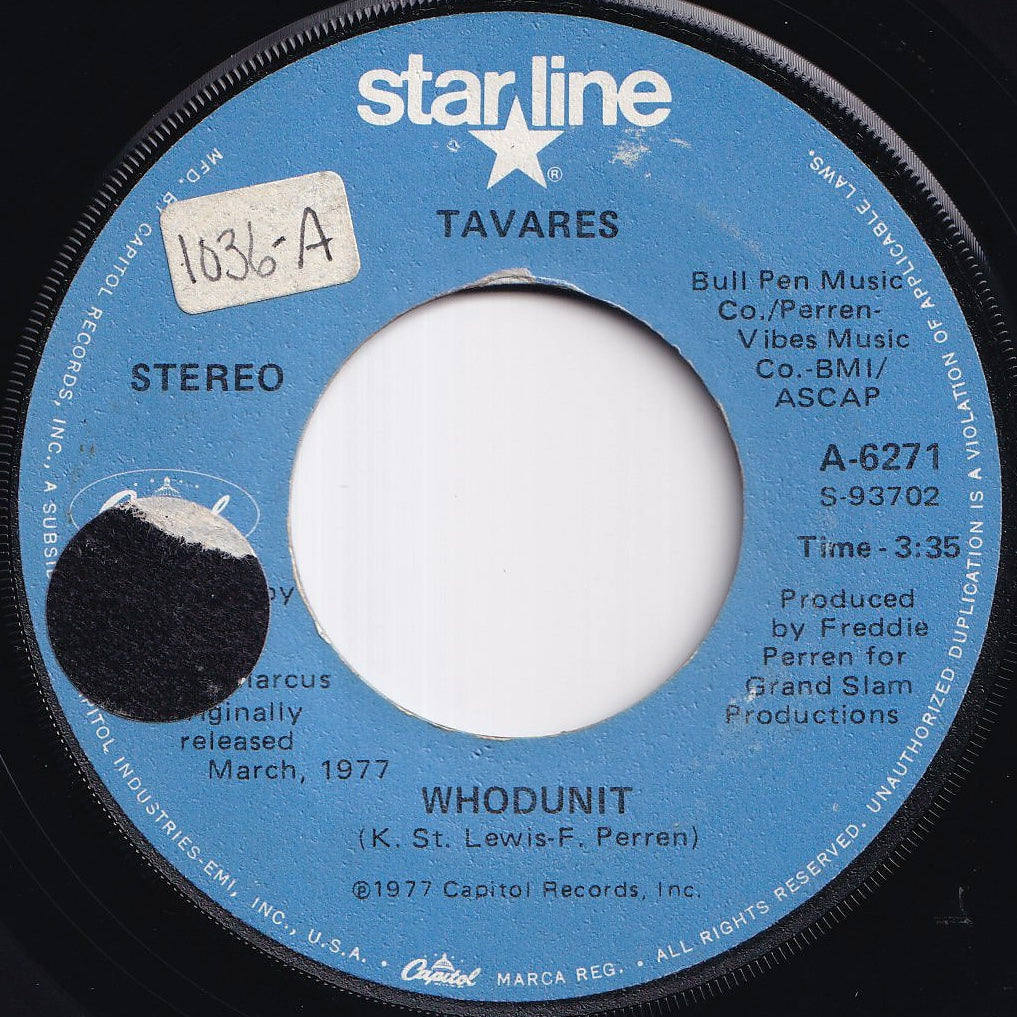 starline
®
TAVARES
1036-A
STEREO
Bull Pen Music
Co./Perren-
Vibes Music
Co.-BMI/
ASCAP
A-6271
S-93702
Time - 3:35
Produced
by Freddie
Perren for
Grand Slam
Productions
Capitol
by
released
March, 1977
WHODUNIT
(K. St. Lewis-F. Perren)
℗1977 Capitol Records, Inc.
MFD. BY CAPITOL RECORDS, INC., A
INDUSTRIES-EMI, INC., U.S.A. • Capitol MARCA REG. • ALL RIGHTS RESERVED. UNAUTHORIZED DUPLICATION IS A VIOLATION OF APPLICABLE LAWS.